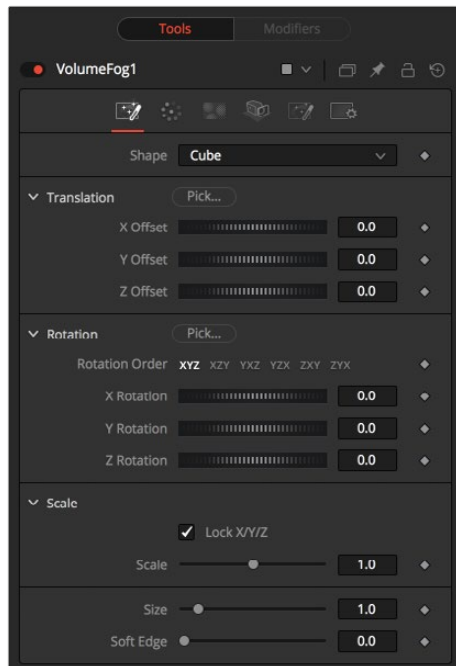 Tools Modifiers
VolumeFog1
Shape Cube
Translation Pick...
X Offset 0.0
Y Offset 0.0
Z Offset 0.0
Rotation Pick...
Rotation Order XYZ XZY YXZ YZX ZXY ZYX
X Rotation 0.0
Y Rotation 0.0
Z Rotation 0.0
Scale
Lock X/Y/Z
Scale 1.0
Size 1.0
Soft Edge 0.0